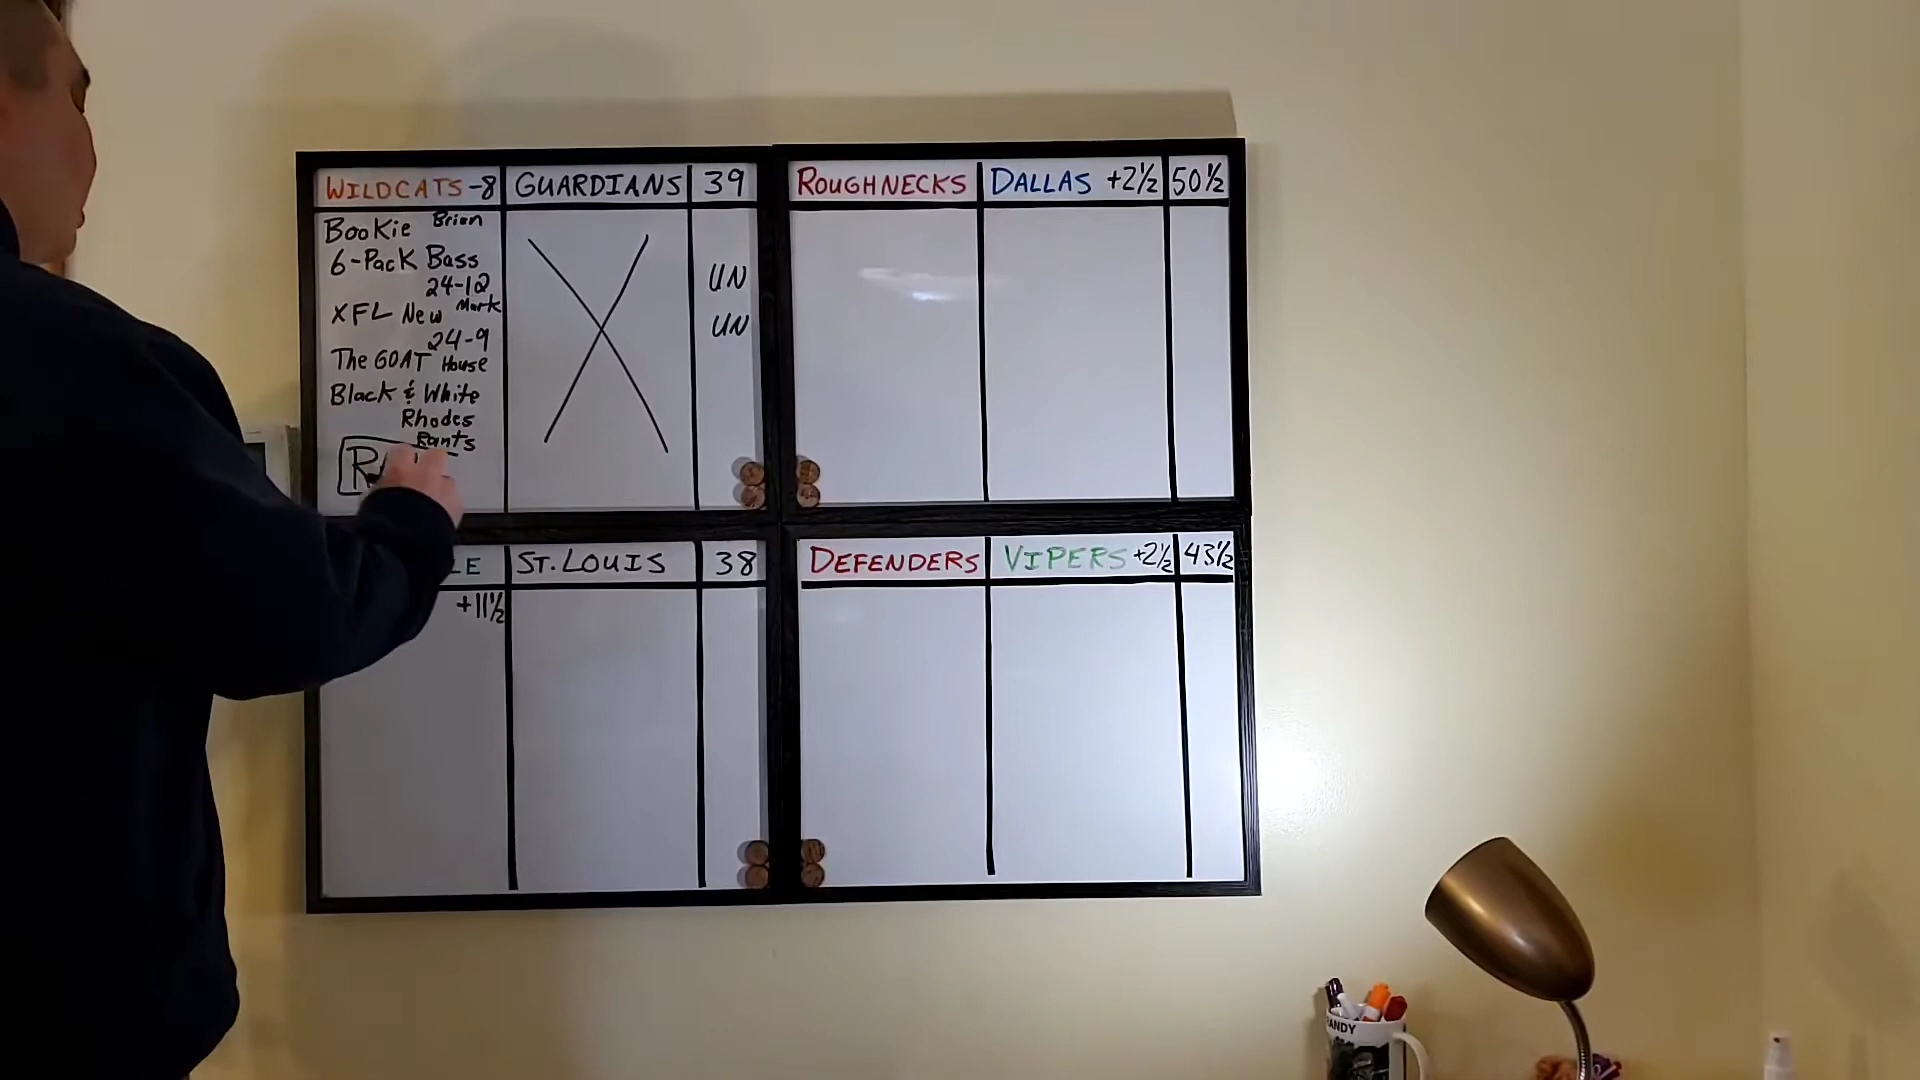 WILDCATS -8 GUARDIANS 39
Bookie Brian
6-Pack Bass
24-12
XFL New Mark
24-9
The GOAT House
Black & White
Rhodes
Rants
UN
UN
ROUGHNECKS DALLAS +2½ 50½
ST. LOUIS 38
+11½
DEFENDERS VIPERS +2½ 43½